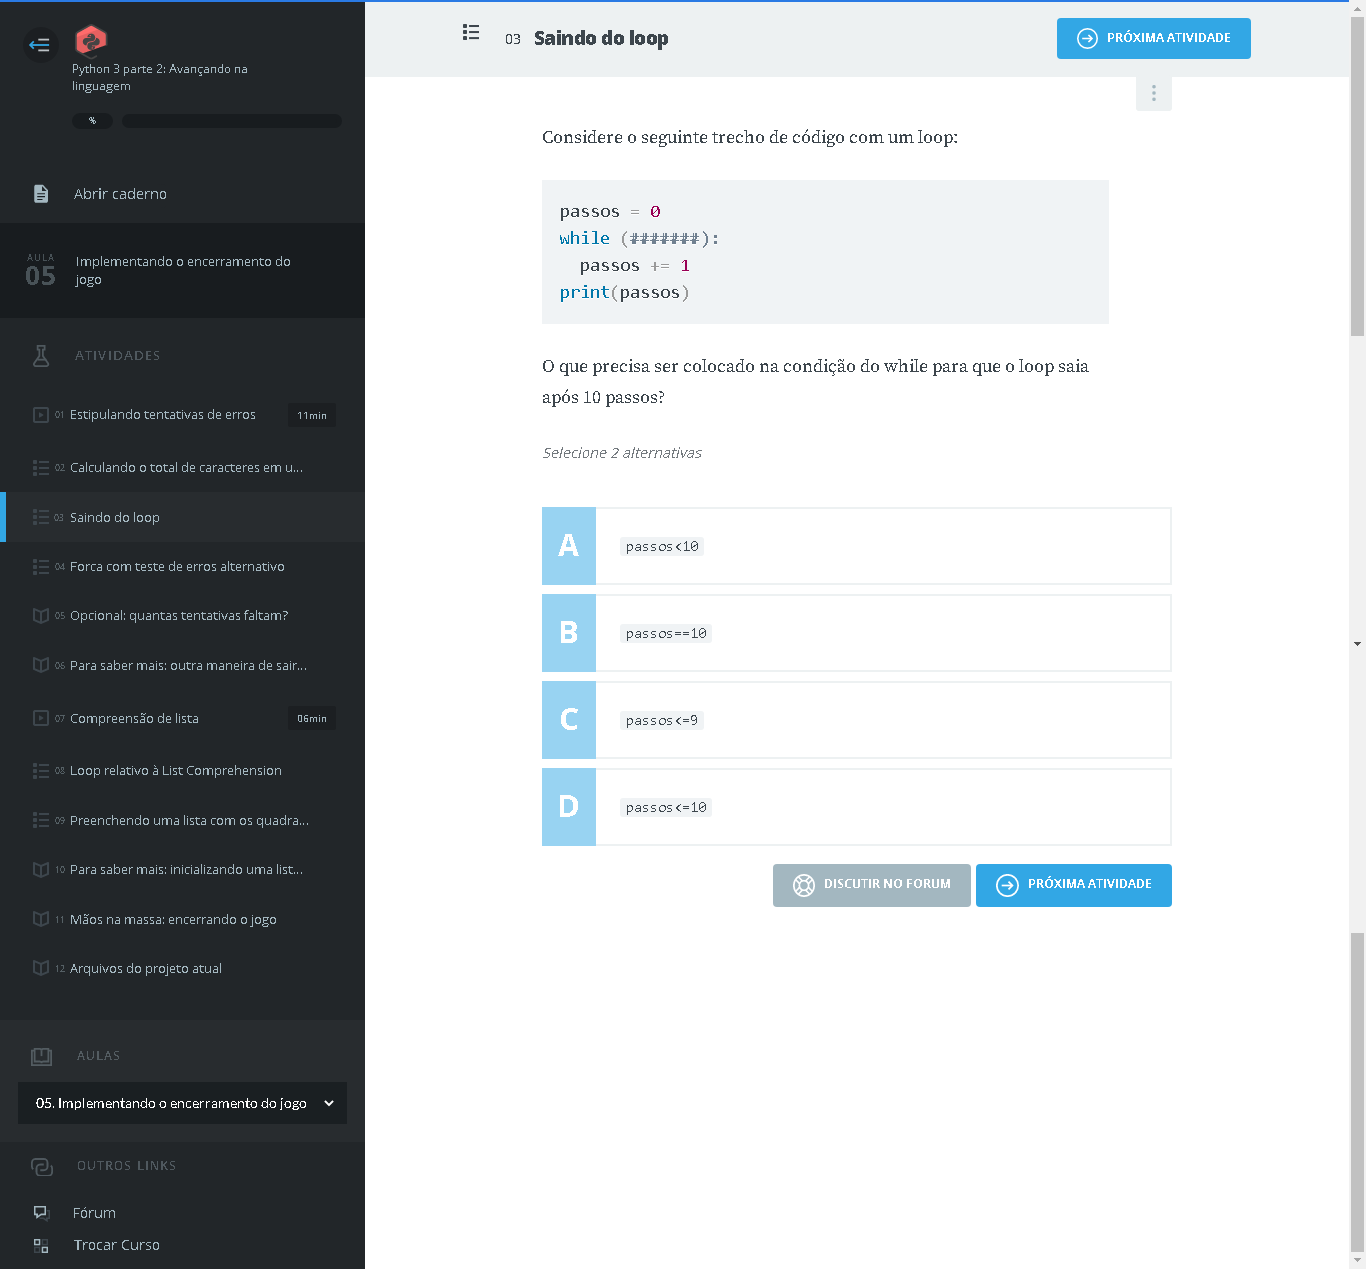 Python 3 parte 2: Avançando na
linguagem
%
Abrir caderno
AULA
05
Implementando o encerramento do
jogo
ATIVIDADES
01 Estipulando tentativas de erros 11min
02 Calculando o total de caracteres em u...
03 Saindo do loop
04 Forca com teste de erros alternativo
05 Opcional: quantas tentativas faltam?
06 Para saber mais: outra maneira de sair...
07 Compreensão de lista 06min
08 Loop relativo à List Comprehension
09 Preenchendo uma lista com os quadra...
10 Para saber mais: inicializando uma list...
11 Mãos na massa: encerrando o jogo
12 Arquivos do projeto atual
AULAS
05. Implementando o encerramento do jogo
OUTROS LINKS
Fórum
Trocar Curso
03 Saindo do loop
PRÓXIMA ATIVIDADE
Considere o seguinte trecho de código com um loop:
passos = 0
while (#######):
  passos += 1
print(passos)
O que precisa ser colocado na condição do while para que o loop saia
após 10 passos?
Selecione 2 alternativas
A passos<10
B passos==10
C passos<=9
D passos<=10
DISCUTIR NO FORUM
PRÓXIMA ATIVIDADE